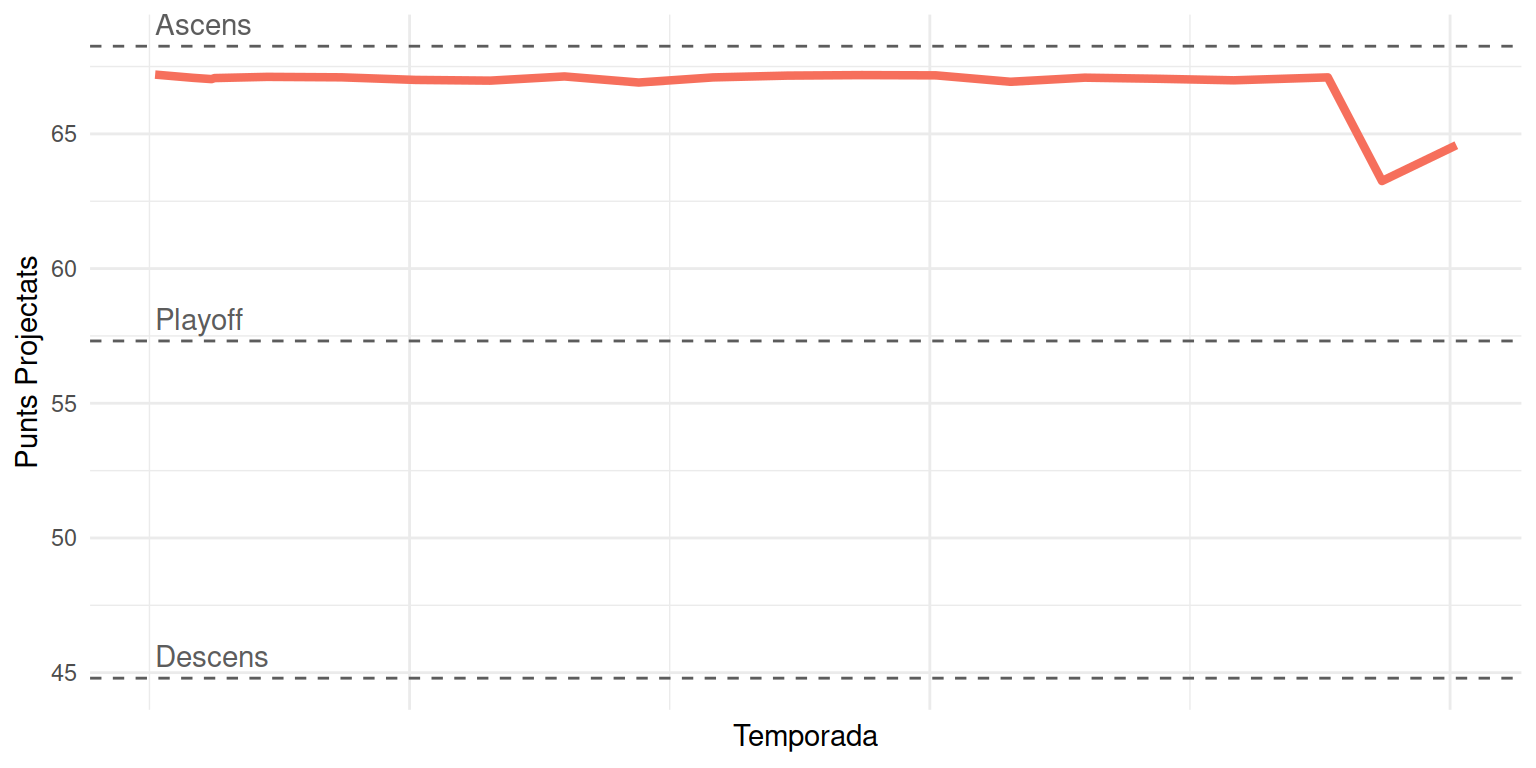 Ascens
65
60
Playoff
55
50
Descens
45
Punts Projectats
Temporada